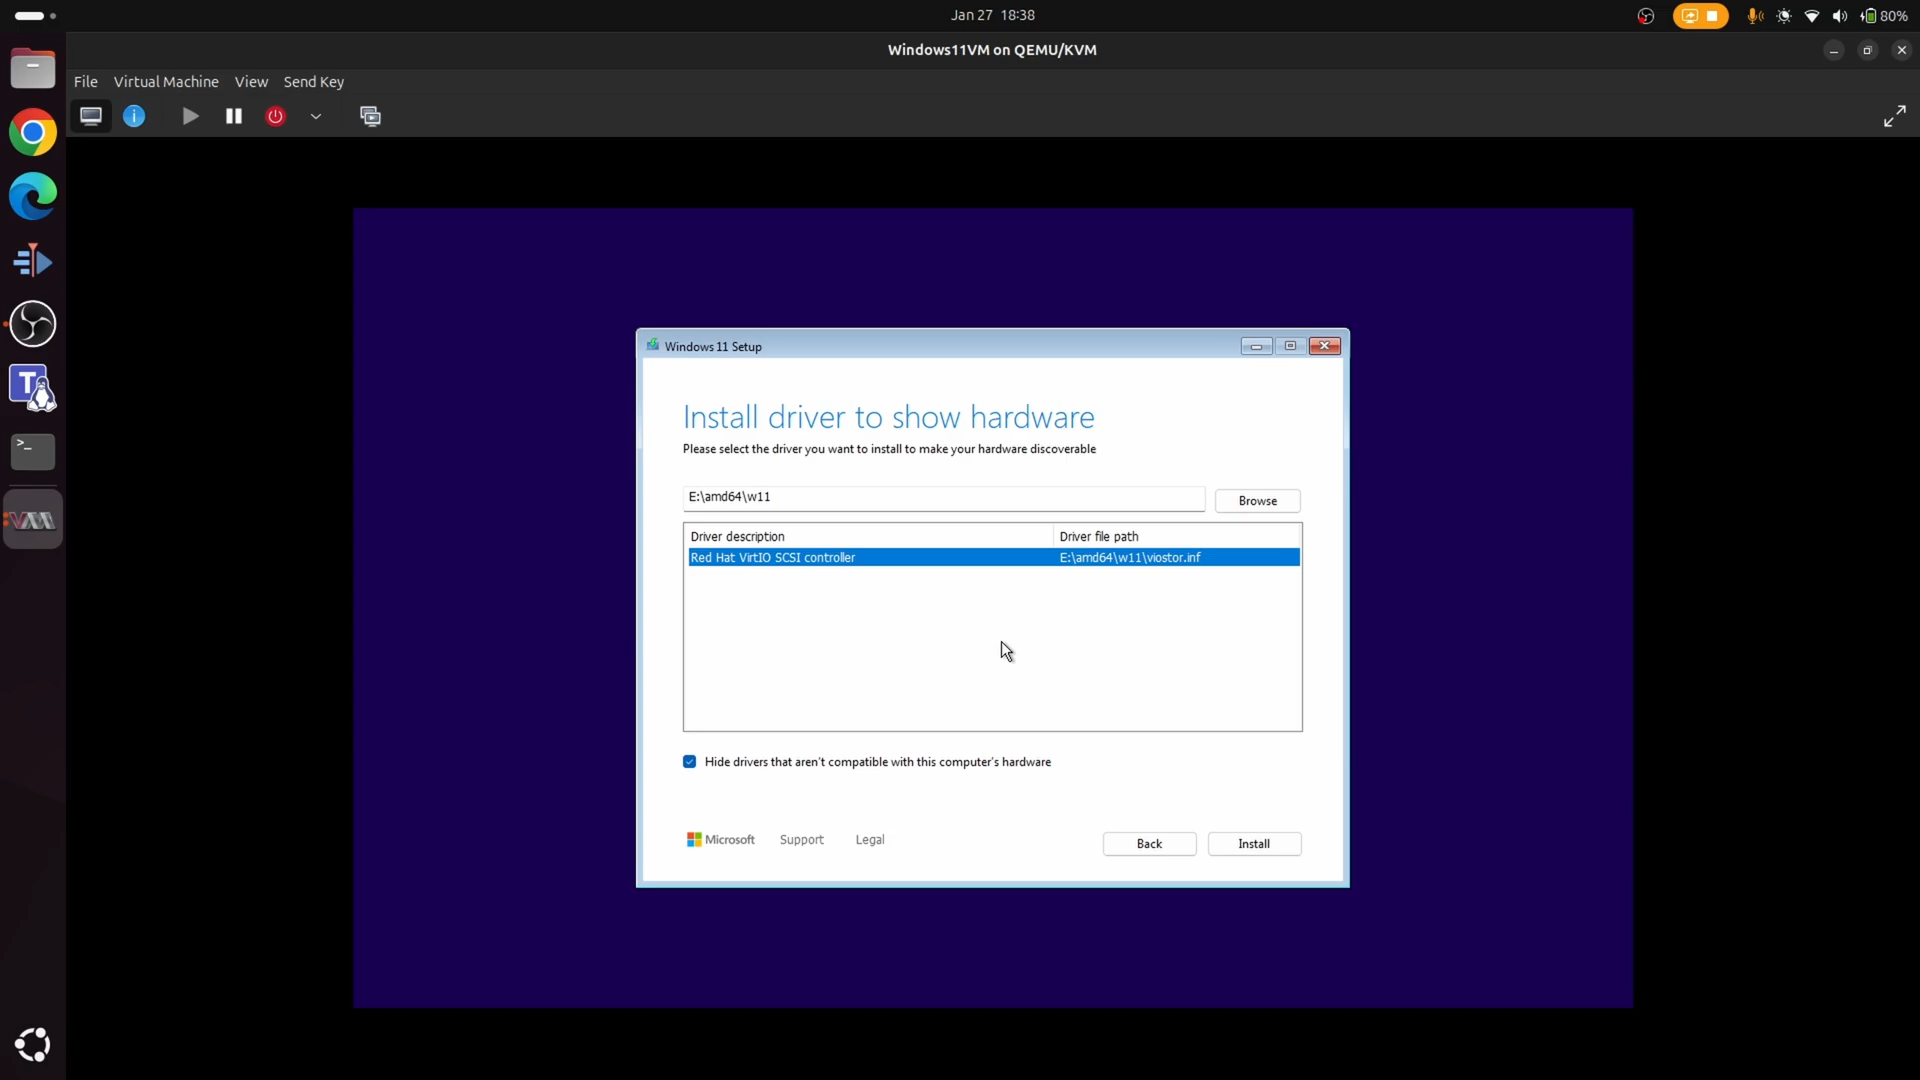 Jan 27 18:38
80%
Windows11VM on QEMU/KVM
File Virtual Machine View Send Key
Windows 11 Setup
Install driver to show hardware
Please select the driver you want to install to make your hardware discoverable
E:\amd64\w11
Browse
Driver description Driver file path
Red Hat VirtIO SCSI controller E:\amd64\w11\viostor.inf
Hide drivers that aren't compatible with this computer's hardware
Microsoft Support Legal
Back Install